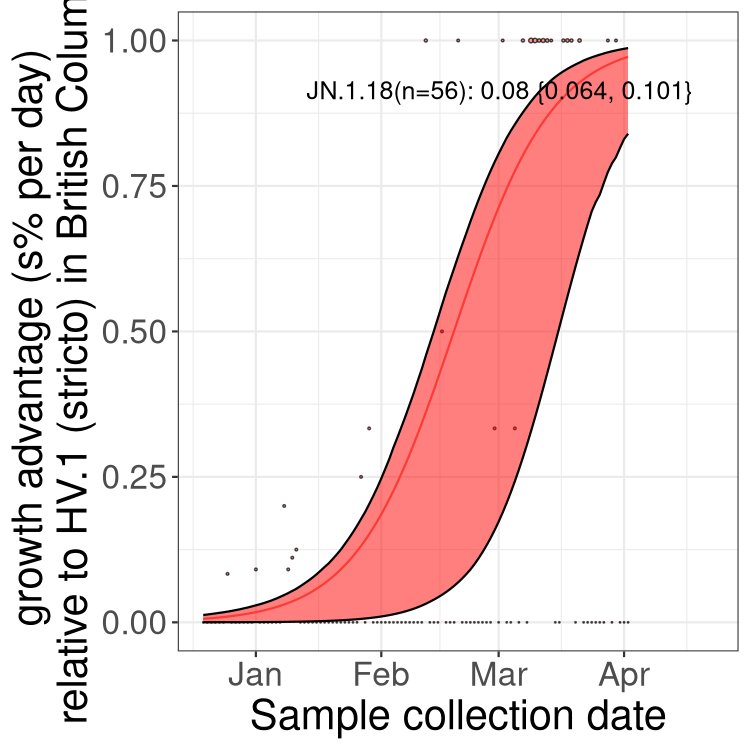 growth advantage (s% per day)
relative to HV.1 (stricto) in British Colum
1.00
0.75
0.50
0.25
0.00
JN.1.18(n=56): 0.08 {0.064, 0.101}
Jan Feb Mar Apr
Sample collection date